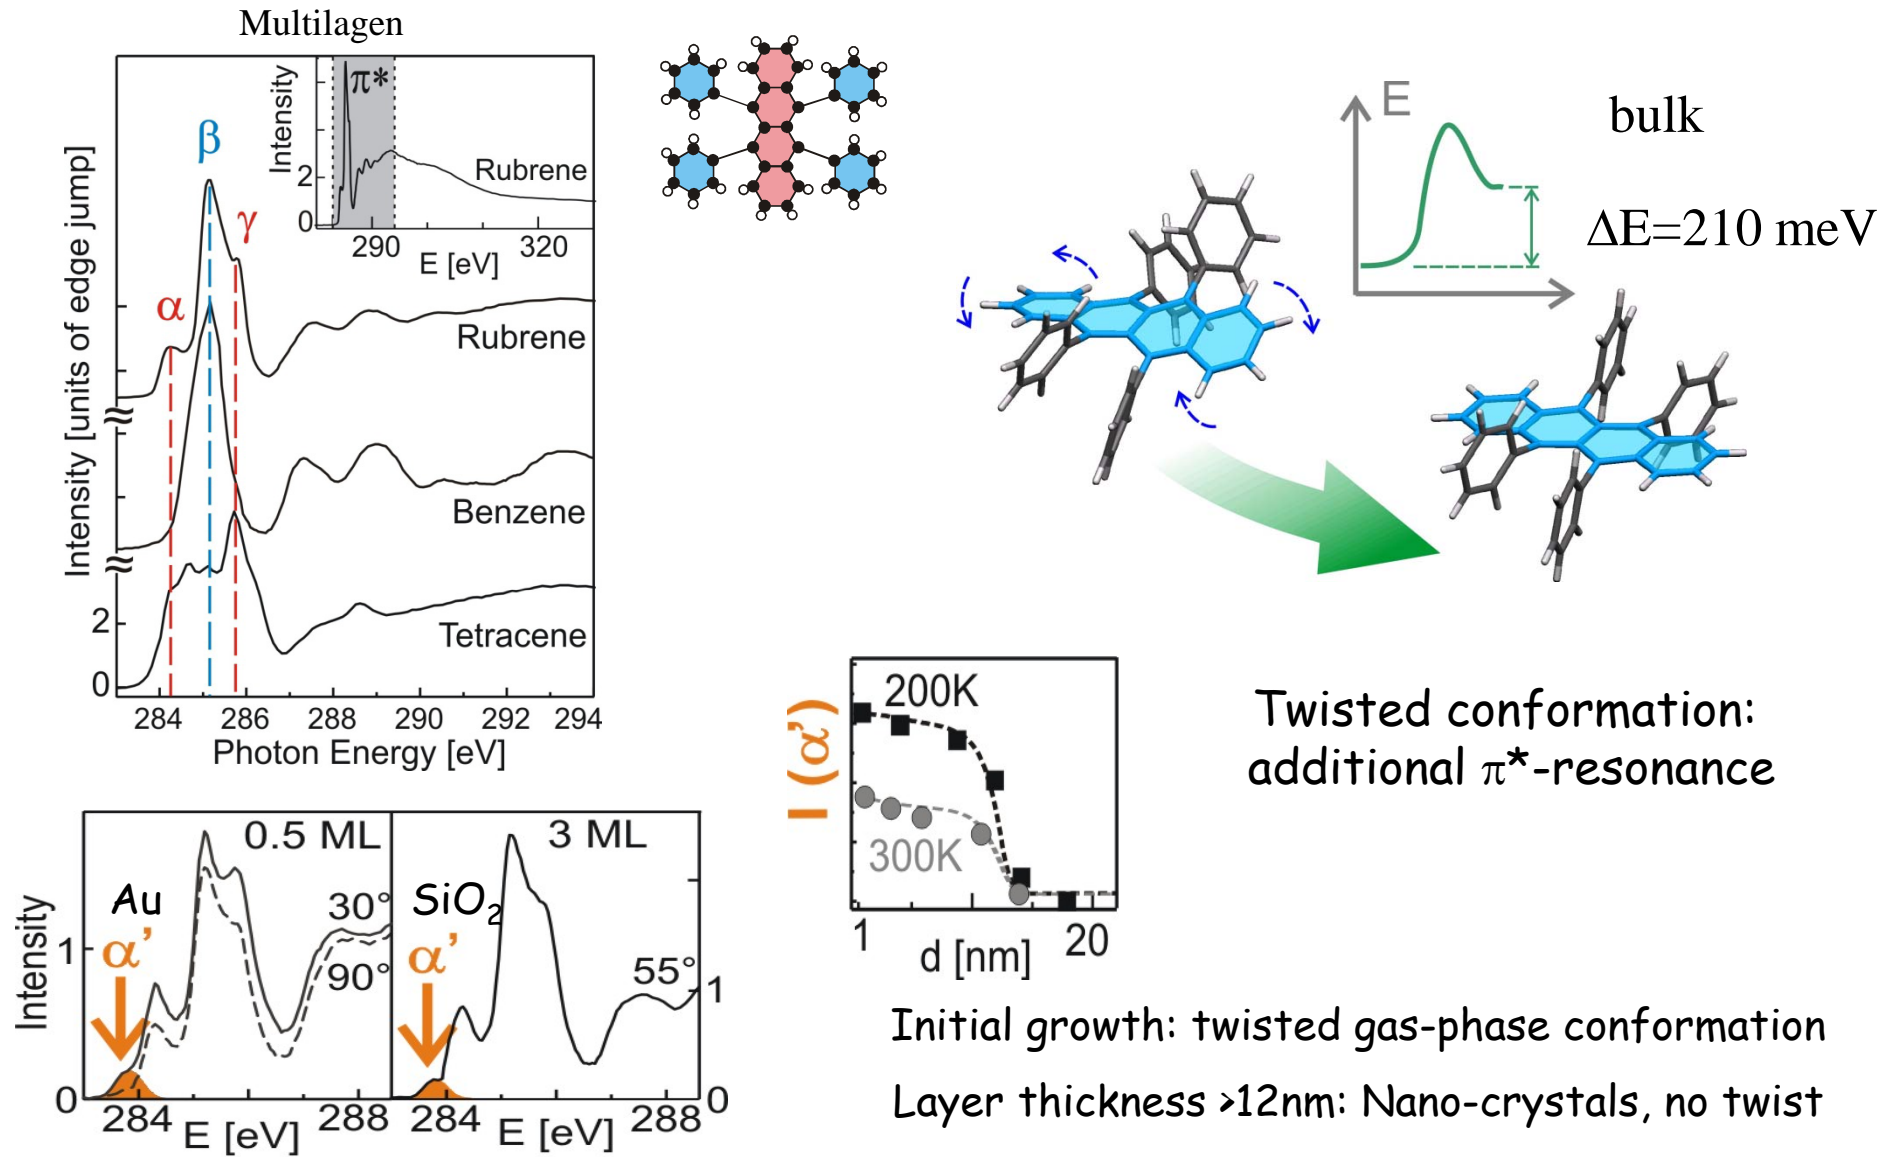 Multilagen
Intensity [units of edge jump]
α
β
γ
Intensity
π*
2
0
Rubrene
290
320
E [eV]
Rubrene
Benzene
Tetracene
2
0
284
286
288
290
292
294
Photon Energy [eV]
E
bulk
ΔE=210 meV
Twisted conformation:
additional π*-resonance
Intensity
1
0
0.5 ML
Au
α’
30°
90°
284
E [eV]
288
3 ML
SiO2
α’
55°
1
0
284
E [eV]
288
I (α’)
200K
300K
1
d [nm]
20
Initial growth: twisted gas-phase conformation
Layer thickness >12nm: Nano-crystals, no twist